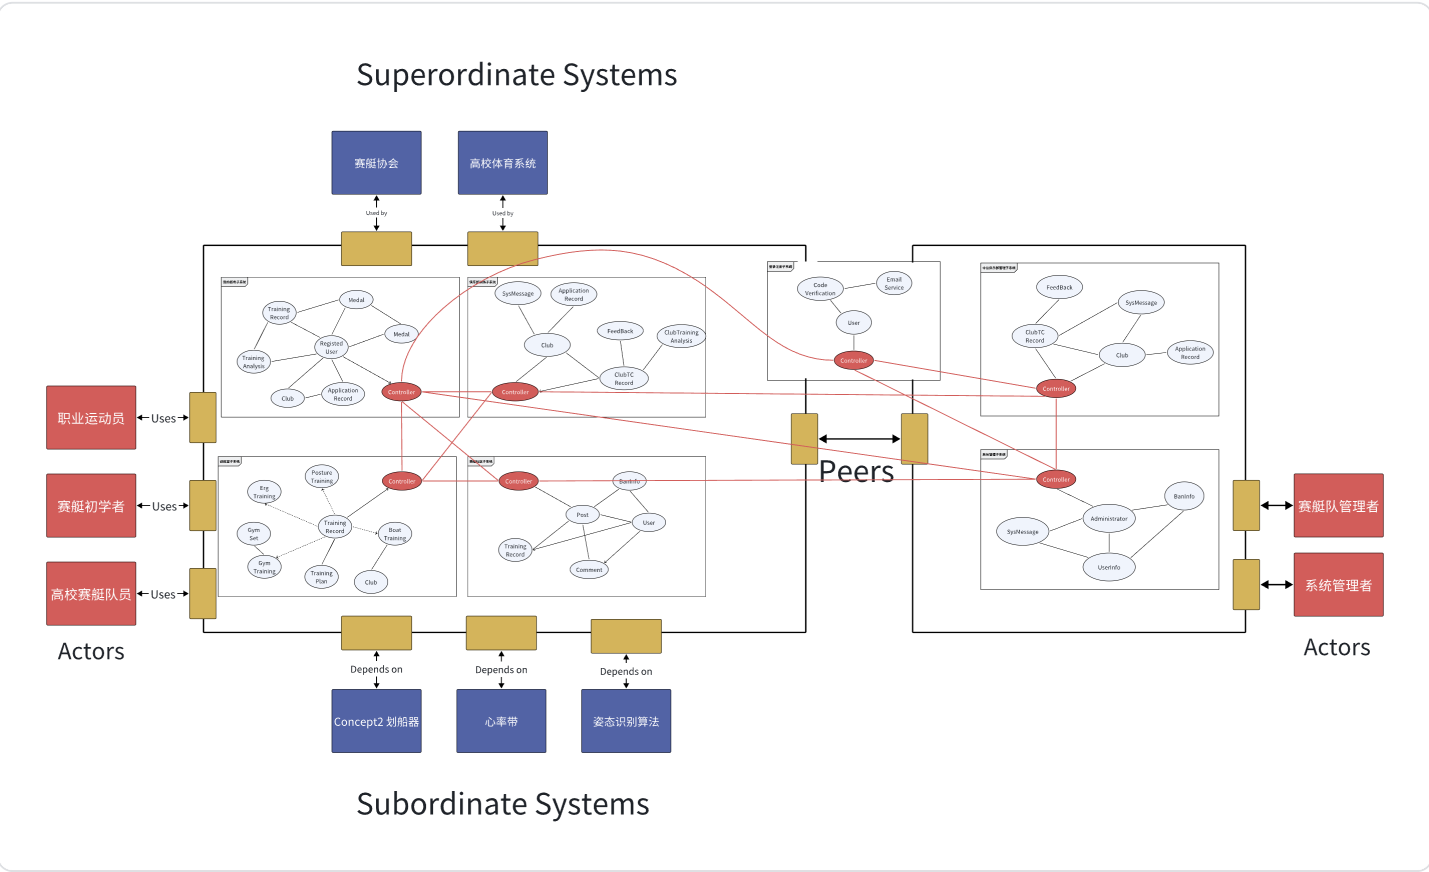 Superordinate Systems
赛艇协会
高校体育系统
Used by
Used by
Medal
Training
Record
Medal
Registed
User
Training
Analysis
Club
Application
Record
Controller
SysMessage
Application
Record
FeedBack
ClubTraining
Analysis
Club
ClubTC
Record
Controller
Code
Verification
Email
Service
User
Controller
FeedBack
SysMessage
ClubTC
Record
Club
Application
Record
Controller
职业运动员
Uses
赛艇初学者
Uses
高校赛艇队员
Uses
Actors
Posture
Training
Erg
Training
Controller
Training
Record
Gym
Set
Boat
Training
Gym
Training
Training
Plan
Club
Controller
BanInfo
Post
User
Training
Record
Comment
Peers
Controller
BanInfo
Administrator
SysMessage
UserInfo
赛艇队管理者
系统管理者
Actors
Depends on
Depends on
Depends on
Concept2 划船器
心率带
姿态识别算法
Subordinate Systems